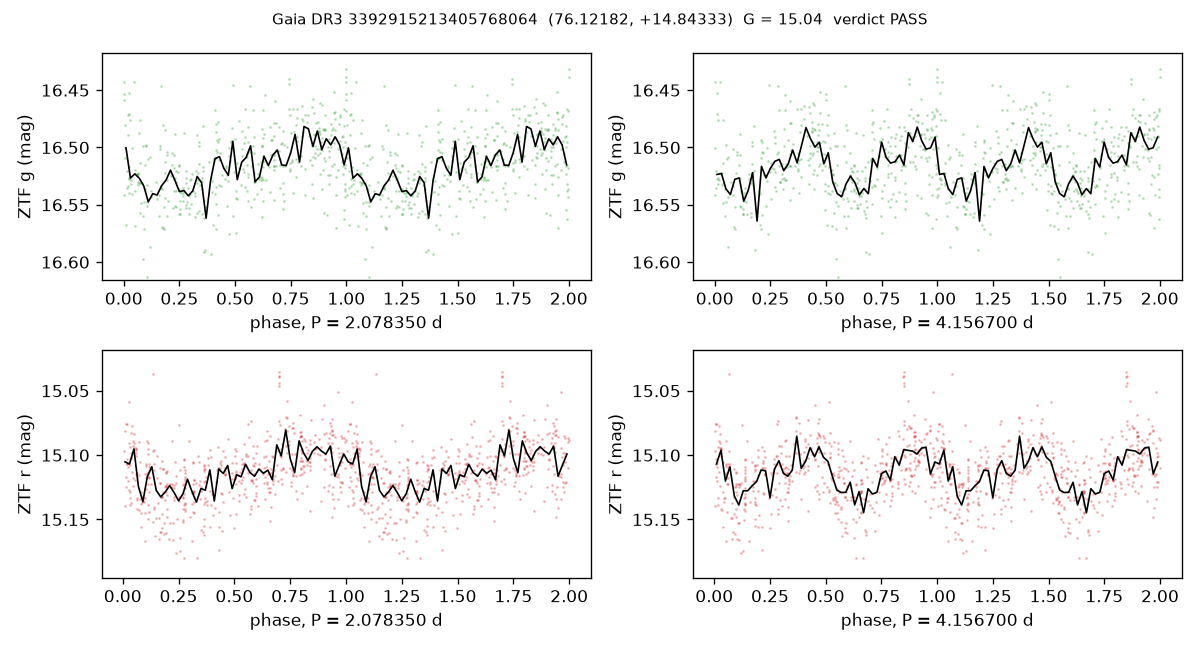 Gaia DR3 3392915213405768064 (76.12182, +14.84333) G = 15.04 verdict PASS
ZTF g (mag)
16.45
16.50
16.55
16.60
0.00 0.25 0.50 0.75 1.00 1.25 1.50 1.75 2.00
phase, P = 2.078350 d
ZTF g (mag)
16.45
16.50
16.55
16.60
0.00 0.25 0.50 0.75 1.00 1.25 1.50 1.75 2.00
phase, P = 4.156700 d
ZTF r (mag)
15.05
15.10
15.15
0.00 0.25 0.50 0.75 1.00 1.25 1.50 1.75 2.00
phase, P = 2.078350 d
ZTF r (mag)
15.05
15.10
15.15
0.00 0.25 0.50 0.75 1.00 1.25 1.50 1.75 2.00
phase, P = 4.156700 d